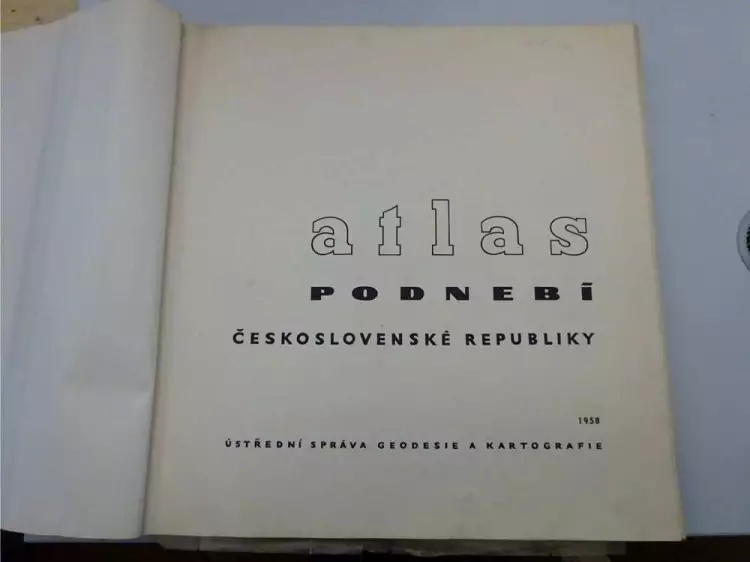 atlas
PODNEBÍ
ČESKOSLOVENSKÉ REPUBLIKY
1958
ÚSTŘEDNÍ SPRÁVA GEODESIE A KARTOGRAFIE